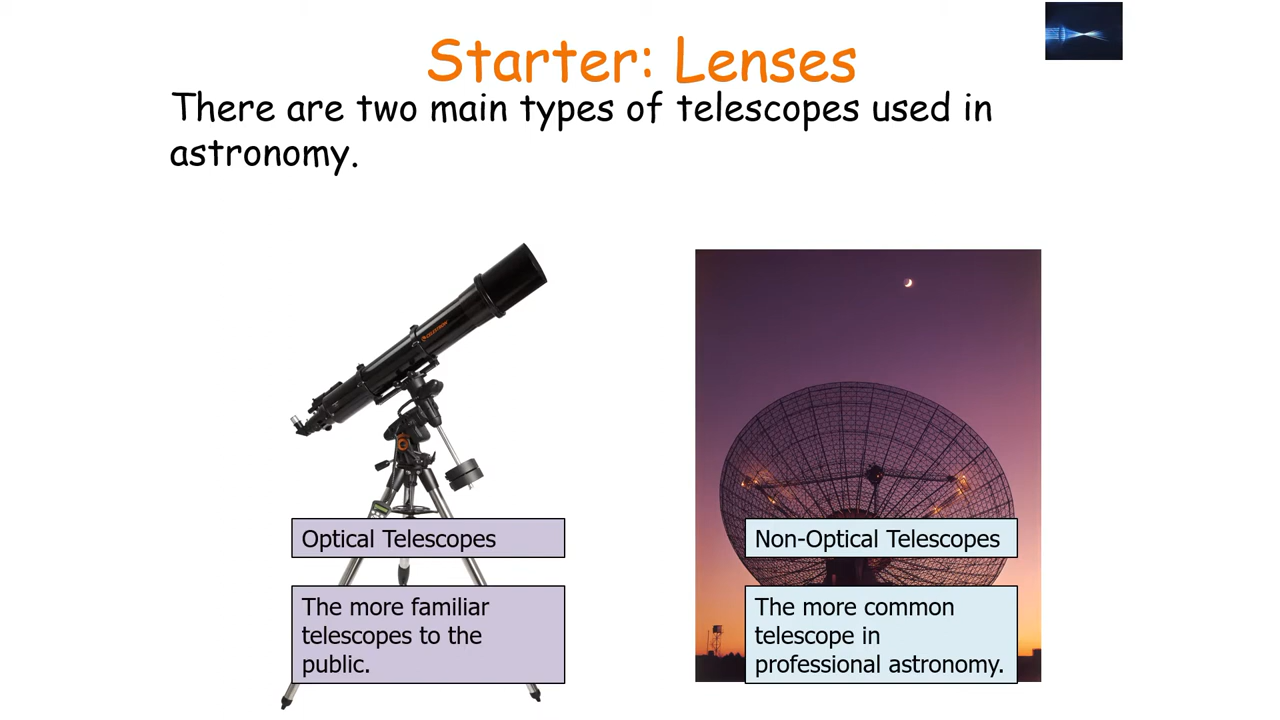 Starter: Lenses
There are two main types of telescopes used in
astronomy.
CELESTRON
Optical Telescopes
The more familiar
telescopes to the
public.
Non-Optical Telescopes
The more common
telescope in
professional astronomy.